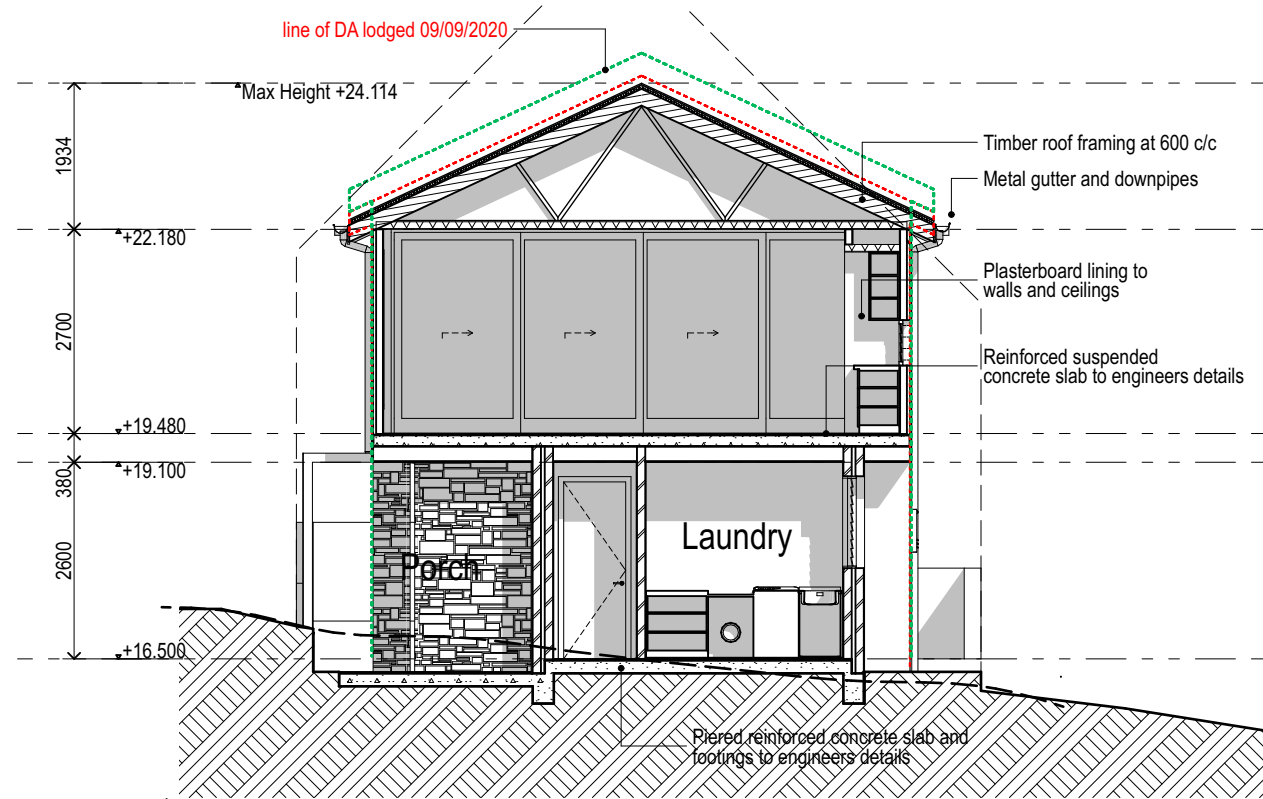 line of DA lodged 09/09/2020
Max Height +24.114
1934
Timber roof framing at 600 c/c
Metal gutter and downpipes
+22.180
Plasterboard lining to
walls and ceilings
2700
Reinforced suspended
concrete slab to engineers details
+19.480
380
+19.100
Laundry
Porch
2600
+16.500
Piered reinforced concrete slab and
footings to engineers details